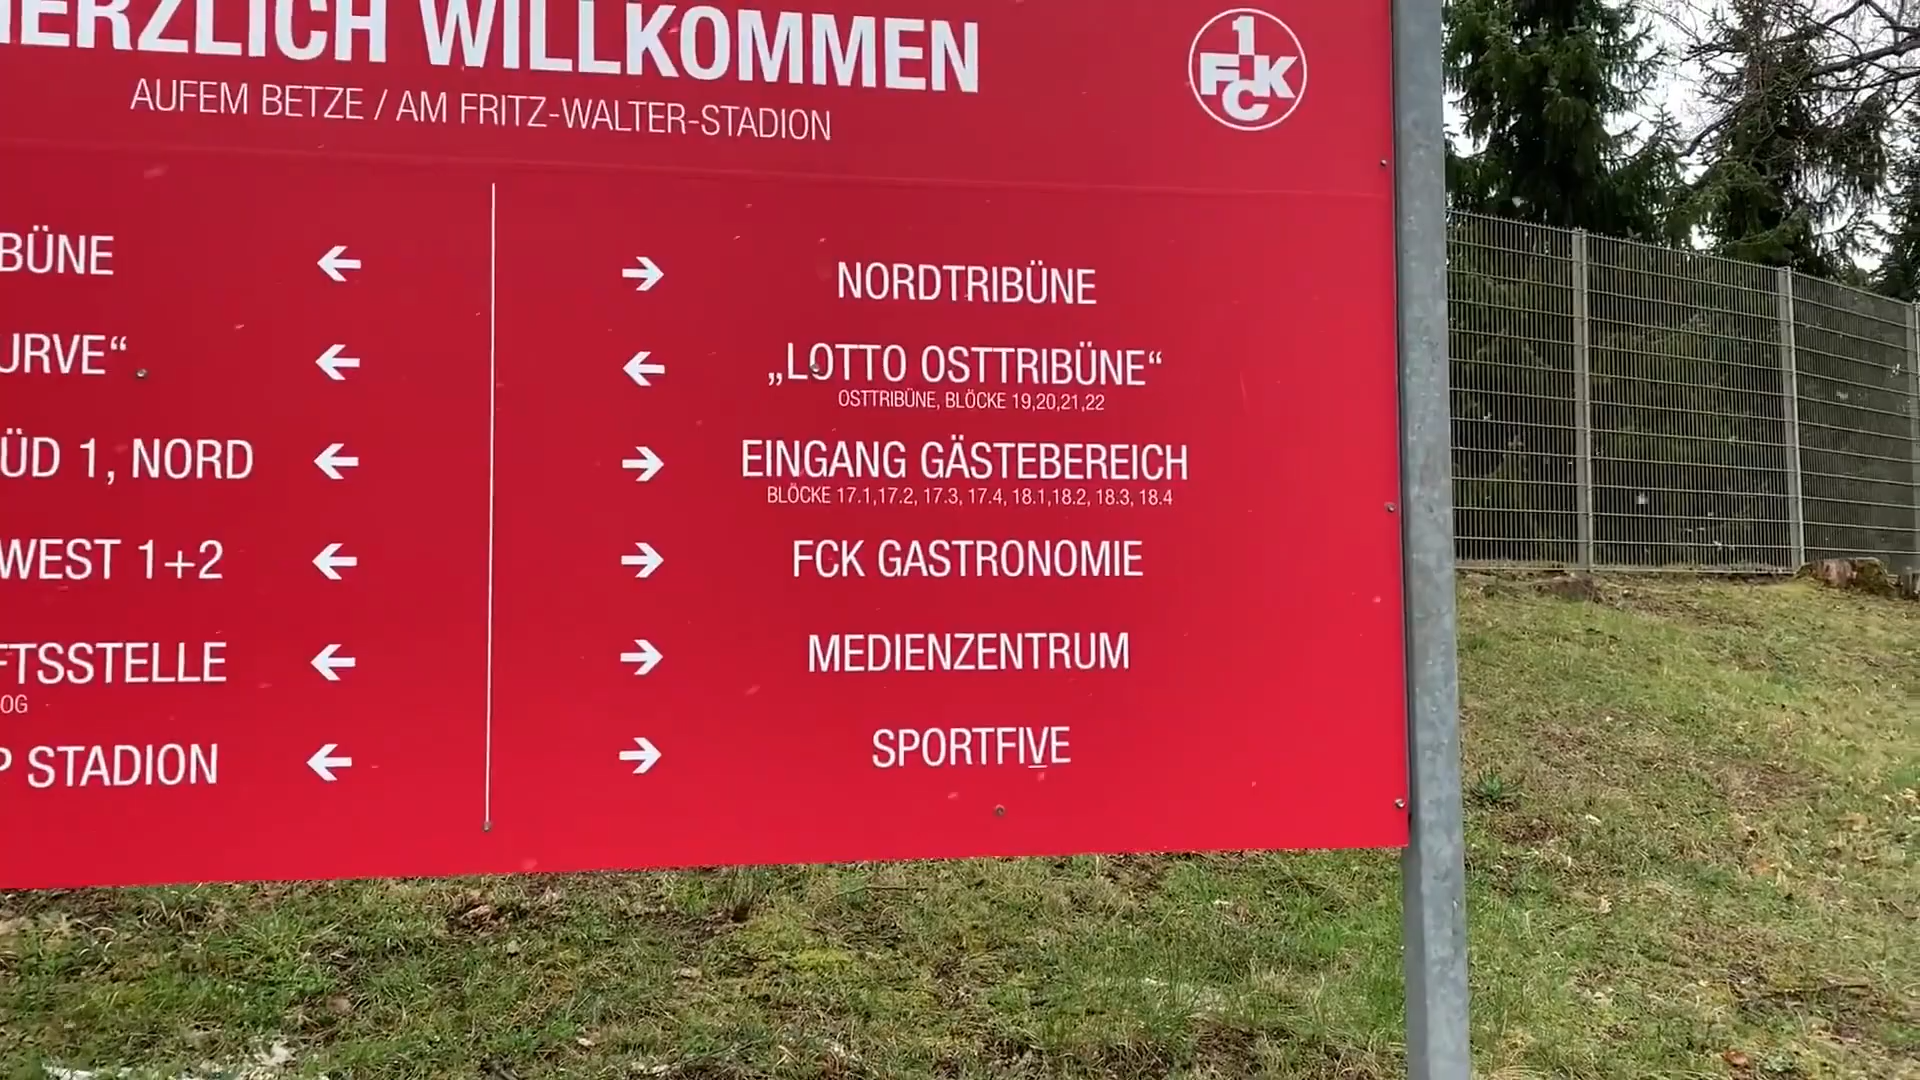 HERZLICH WILLKOMMEN
AUFEM BETZE / AM FRITZ-WALTER-STADION
1
FCK
BÜNE ←
URVE“ ←
ÜD 1, NORD ←
WEST 1+2 ←
FTSSTELLE ←
OG
P STADION ←
→ NORDTRIBÜNE
← „LOTTO OSTTRIBÜNE“
OSTTRIBÜNE, BLÖCKE 19,20,21,22
→ EINGANG GÄSTEBEREICH
BLÖCKE 17.1,17.2, 17.3, 17.4, 18.1,18.2, 18.3, 18.4
→ FCK GASTRONOMIE
→ MEDIENZENTRUM
→ SPORTFIVE